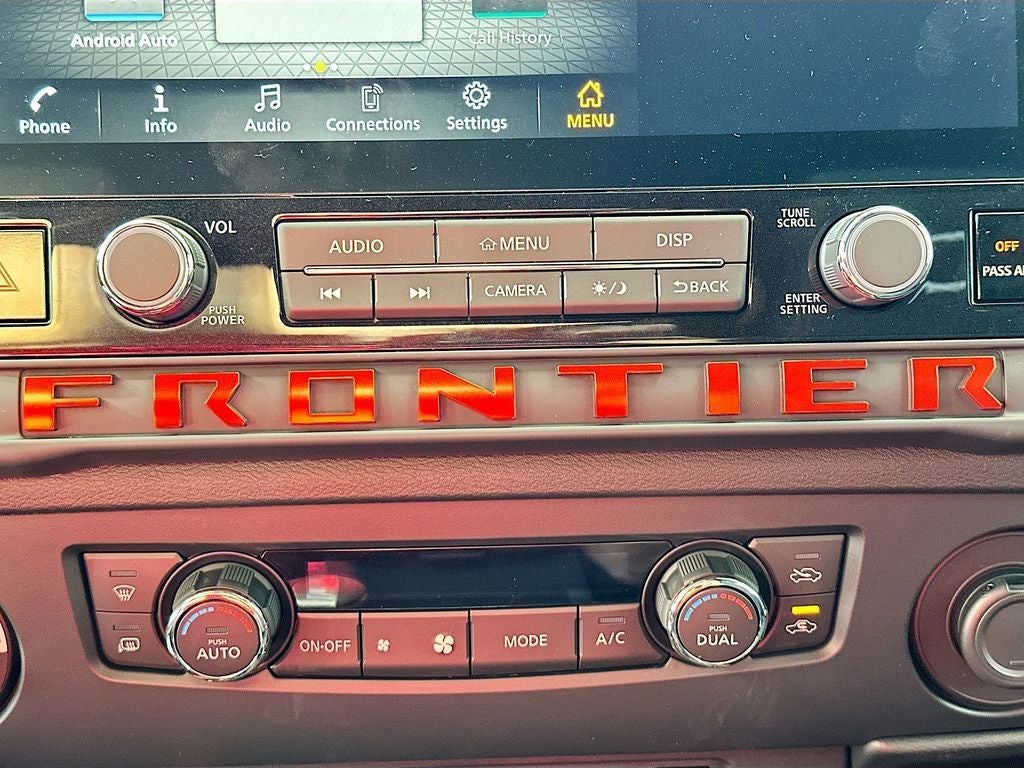 Android Auto
Call History
Phone
Info
Audio
Connections
Settings
MENU
VOL
PUSH
POWER
AUDIO
MENU
DISP
CAMERA
BACK
TUNE
SCROLL
ENTER
SETTING
OFF
PASS
FRONTIER
PUSH
AUTO
ON·OFF
MODE
A/C
PUSH
DUAL